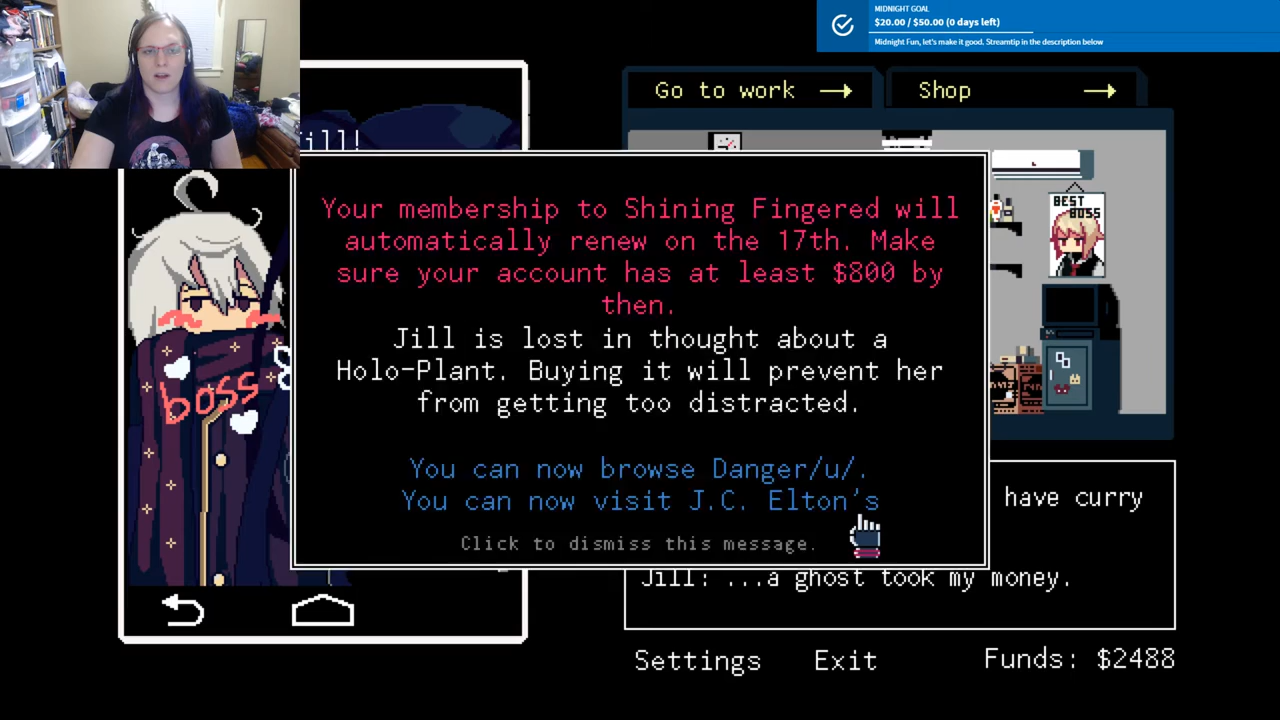 MIDNIGHT GOAL
$20.00 / $50.00 (0 days left)
Midnight Fun, let's make it good. Streamtip in the description below
Go to work
Shop
ill!
Your membership to Shining Fingered will
automatically renew on the 17th. Make
sure your account has at least $800 by
then.
Jill is lost in thought about a
Holo-Plant. Buying it will prevent her
from getting too distracted.
You can now browse Danger/u/.
You can now visit J.C. Elton's
Click to dismiss this message.
BEST
BOSS
boss
have curry
Jill: ...a ghost took my money.
Settings
Exit
Funds: $2488